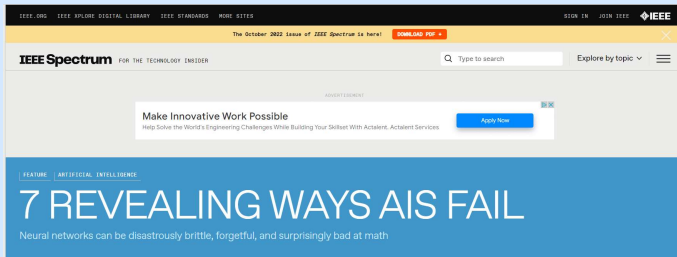 IEEE.ORG IEEE XPLORE DIGITAL LIBRARY IEEE STANDARDS MORE SITES SIGN IN JOIN IEEE IEEE
The October 2022 issue of IEEE Spectrum is here! DOWNLOAD PDF
IEEE Spectrum FOR THE TECHNOLOGY INSIDER Type to search Explore by topic
ADVERTISEMENT
Make Innovative Work Possible
Help Solve the World's Engineering Challenges While Building Your Skillset With Actalent. Actalent Services
Apply Now
FEATURE ARTIFICIAL INTELLIGENCE
7 REVEALING WAYS AIS FAIL
Neural networks can be disastrously brittle, forgetful, and surprisingly bad at math